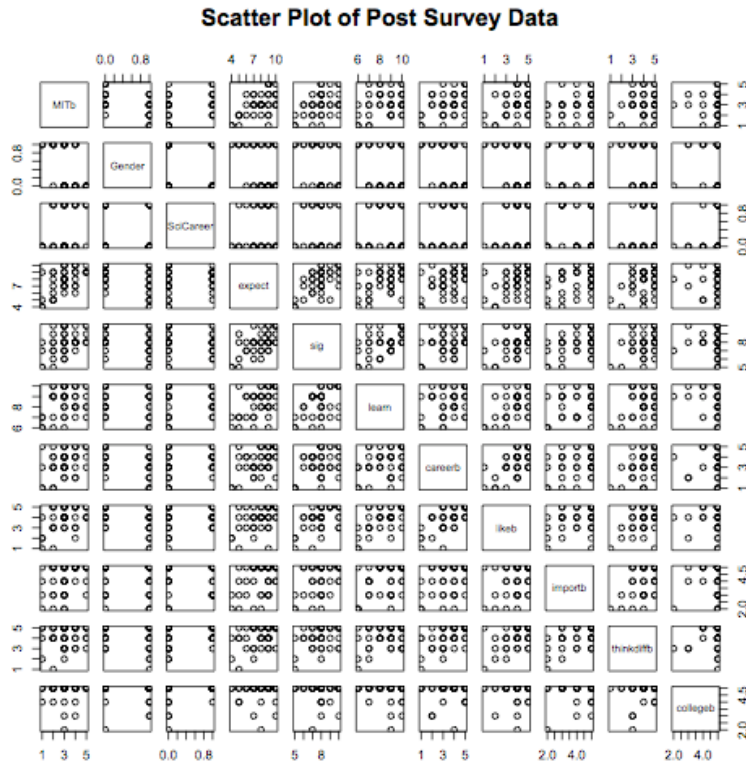 Scatter Plot of Post Survey Data
0.0 0.8 4 7 10 6 8 10 1 3 5 1 3 5
MITb 1 3 5
0.0 0.8 Gender
SciCareer 0.0 0.8
4 7 expect
sig 5 8
6 8 learn
careerb 1 3 5
1 3 5 likeb
importb 2.0 4.5
1 3 5 thinkdiffb
collegeb 2.0 4.5
1 3 5 0.0 0.8 5 8 1 3 5 2.0 4.0 2.0 4.0